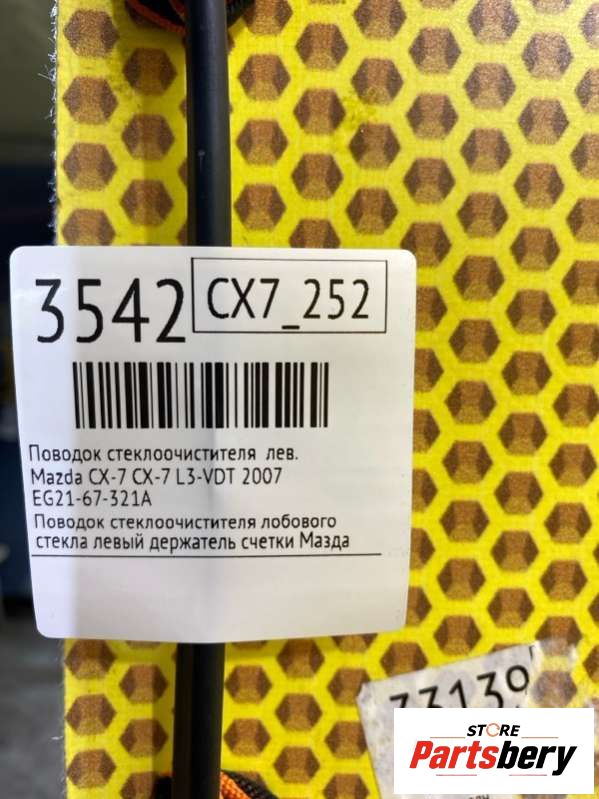 3542
CX7_252
Поводок стеклоочистителя лев.
Mazda CX-7 CX-7 L3-VDT 2007
EG21-67-321A
Поводок стеклоочистителя лобового
стекла левый держатель счетки Мазда
33139
STORE
Partsbery